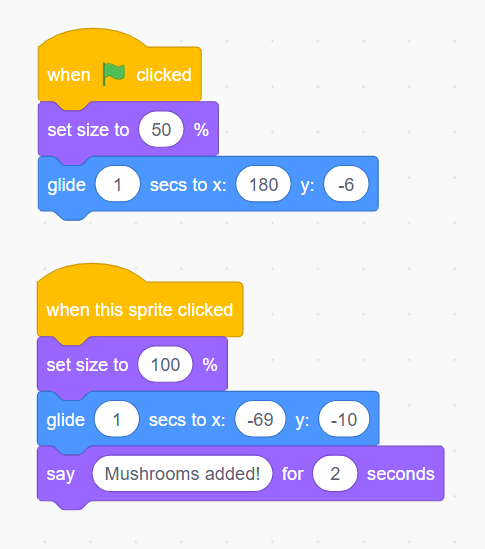 when clicked
set size to 50 %
glide 1 secs to x: 180 y: -6
when this sprite clicked
set size to 100 %
glide 1 secs to x: -69 y: -10
say Mushrooms added! for 2 seconds